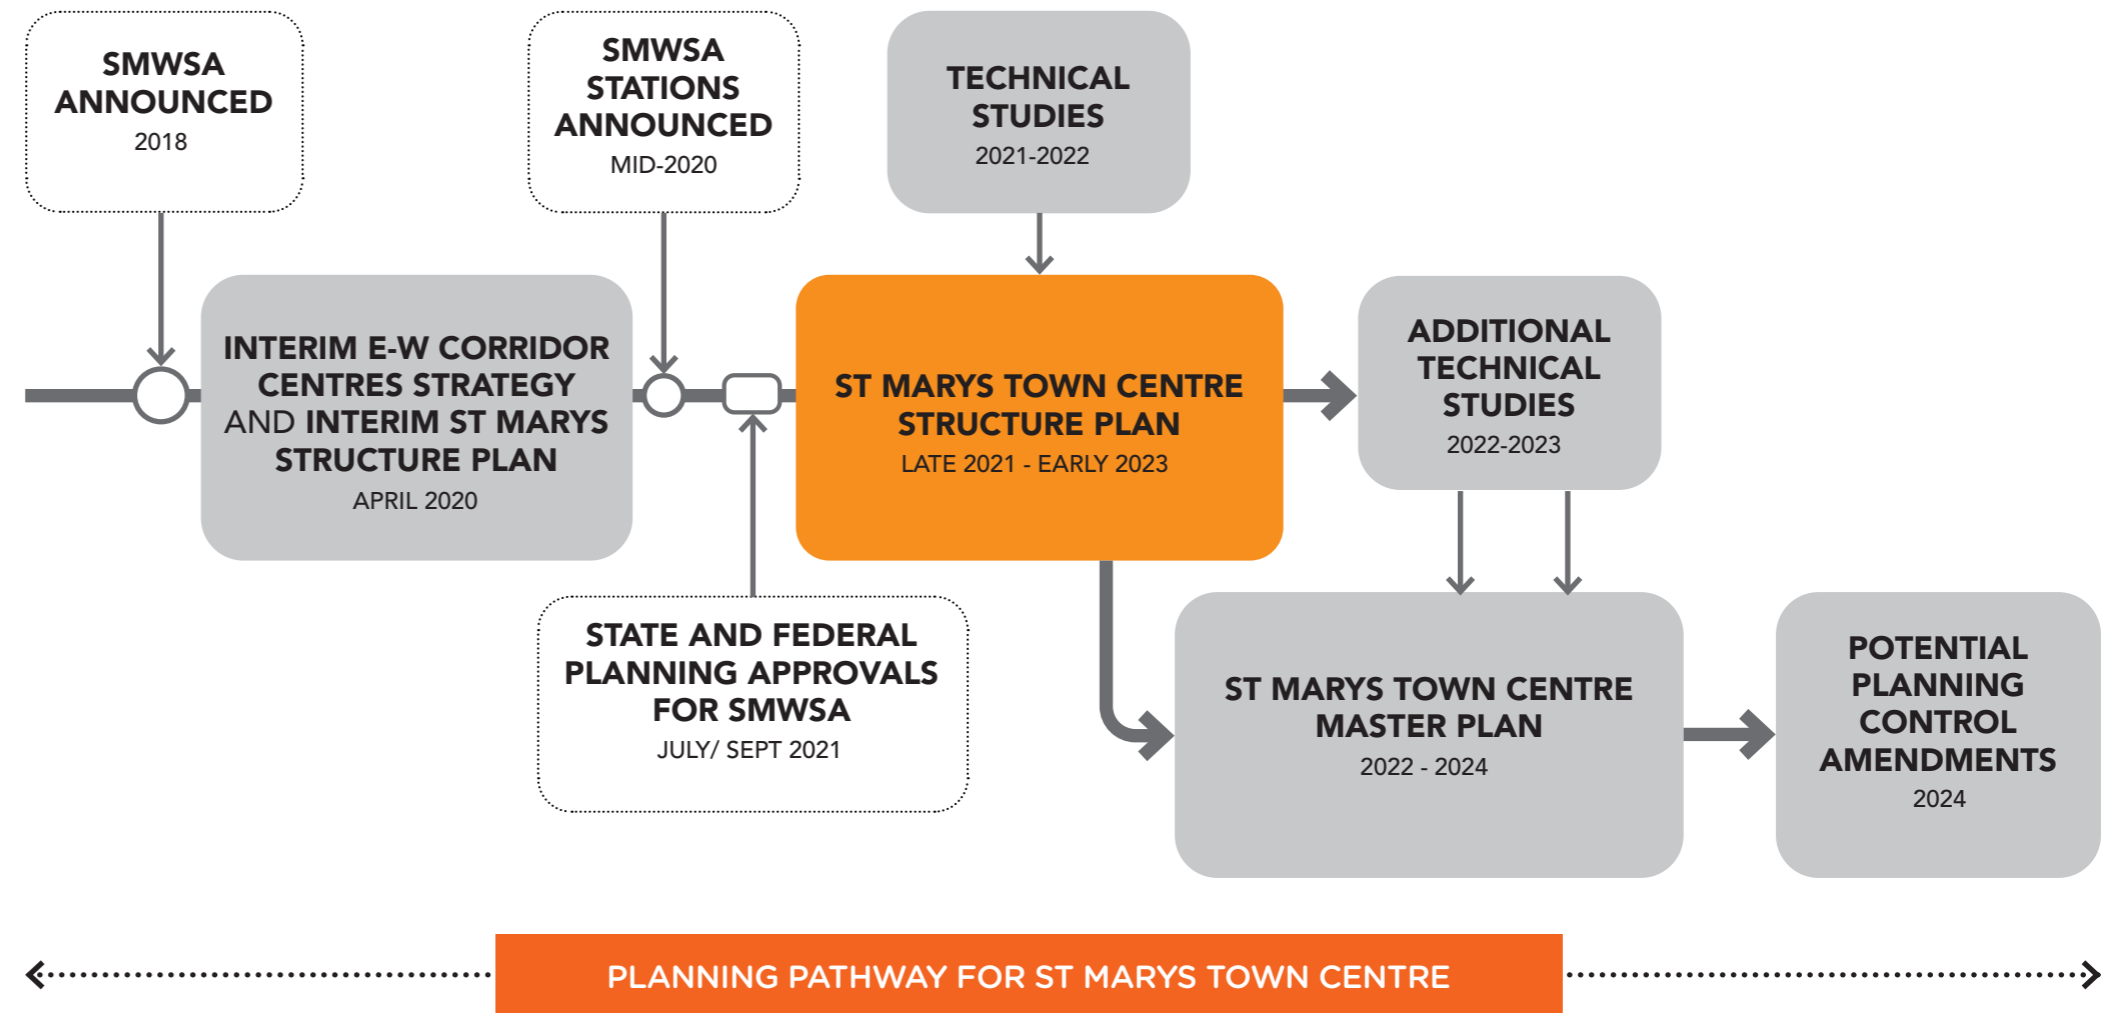 SMWSA
ANNOUNCED
2018
SMWSA
STATIONS
ANNOUNCED
MID-2020
TECHNICAL
STUDIES
2021-2022
INTERIM E-W CORRIDOR
CENTRES STRATEGY
AND INTERIM ST MARYS
STRUCTURE PLAN
APRIL 2020
ST MARYS TOWN CENTRE
STRUCTURE PLAN
LATE 2021 - EARLY 2023
ADDITIONAL
TECHNICAL
STUDIES
2022-2023
STATE AND FEDERAL
PLANNING APPROVALS
FOR SMWSA
JULY/ SEPT 2021
ST MARYS TOWN CENTRE
MASTER PLAN
2022 - 2024
POTENTIAL
PLANNING
CONTROL
AMENDMENTS
2024
PLANNING PATHWAY FOR ST MARYS TOWN CENTRE